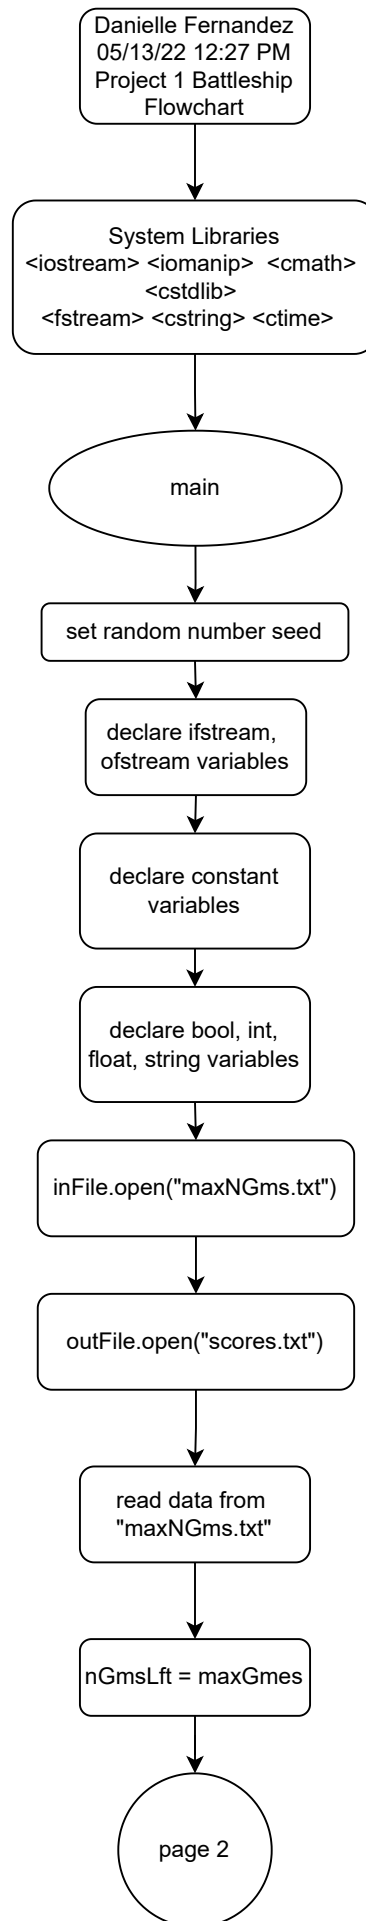 Danielle Fernandez
05/13/22 12:27 PM
Project 1 Battleship
Flowchart
System Libraries
<iostream> <iomanip> <cmath>
<cstdlib>
<fstream> <cstring> <ctime>
main
set random number seed
declare ifstream,
ofstream variables
declare constant
variables
declare bool, int,
float, string variables
inFile.open("maxNGms.txt")
outFile.open("scores.txt")
read data from
"maxNGms.txt"
nGmsLft = maxGmes
page 2